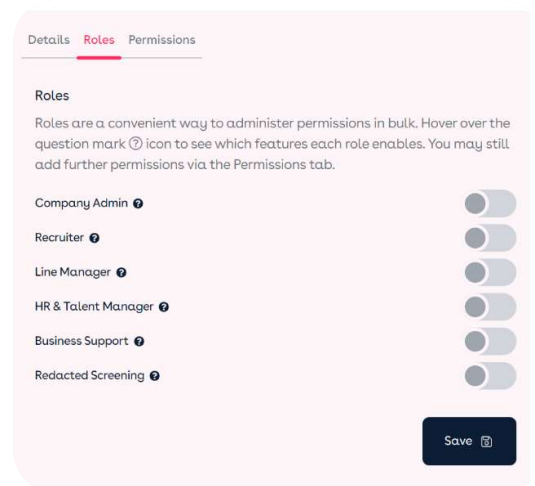 Details Roles Permissions
Roles
Roles are a convenient way to administer permissions in bulk. Hover over the
question mark ? icon to see which features each role enables. You may still
add further permissions via the Permissions tab.
Company Admin ?
Recruiter ?
Line Manager ?
HR & Talent Manager ?
Business Support ?
Redacted Screening ?
Save